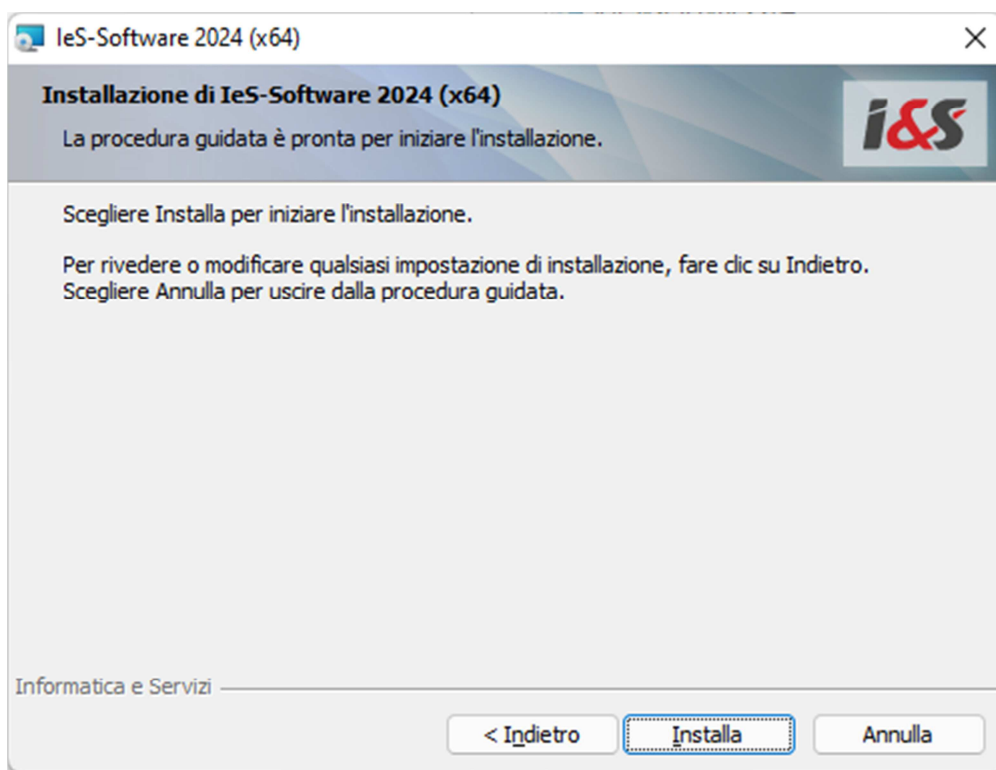 IeS-Software 2024 (x64)
Installazione di IeS-Software 2024 (x64)
La procedura guidata è pronta per iniziare l'installazione.
i&S
Scegliere Installa per iniziare l'installazione.
Per rivedere o modificare qualsiasi impostazione di installazione, fare clic su Indietro.
Scegliere Annulla per uscire dalla procedura guidata.
Informatica e Servizi
< Indietro
Installa
Annulla